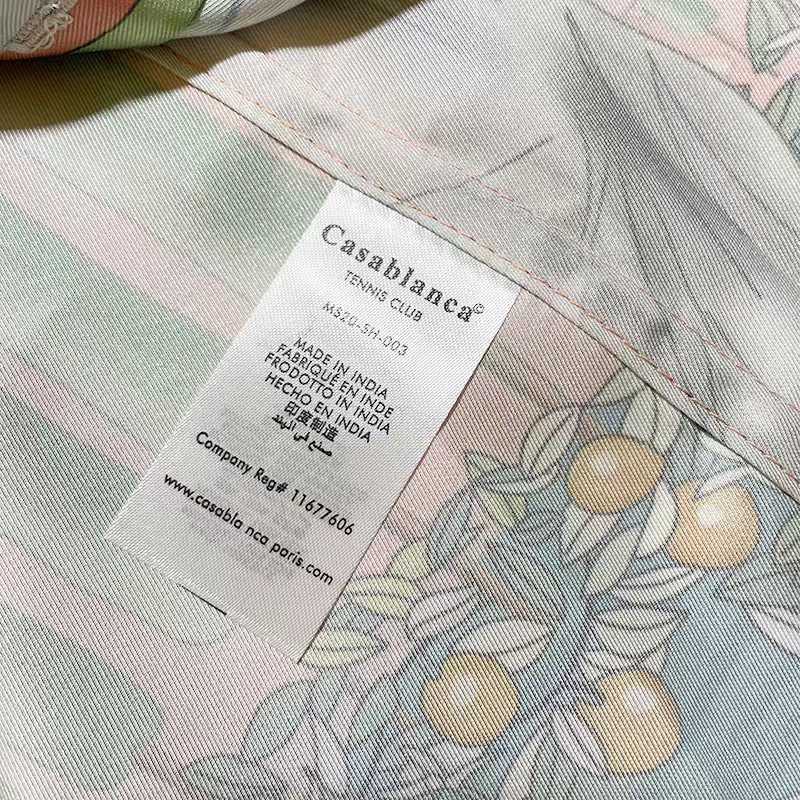 Casablanca©
TENNIS CLUB
MS20-SH-003
MADE IN INDIA
FABRIQUÉ EN INDE
PRODOTTO IN INDIA
HECHO EN INDIA
印度制造
صنع في الهند
Company Reg# 11677606
www.casabla nca paris.com